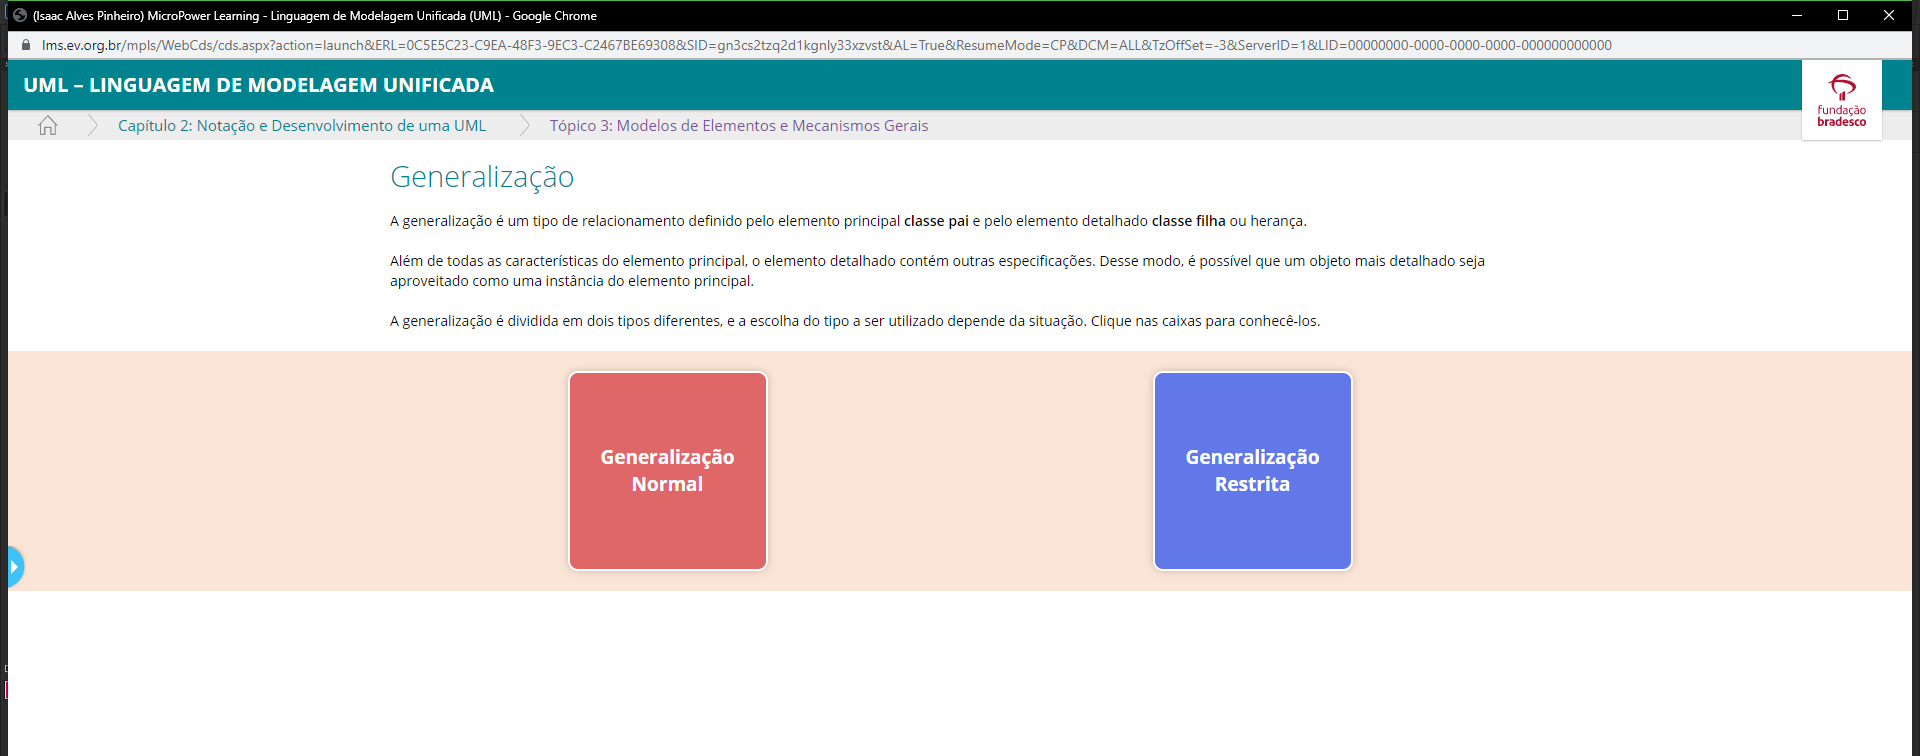 (Isaac Alves Pinheiro) MicroPower Learning - Linguagem de Modelagem Unificada (UML) - Google Chrome
lms.ev.org.br/mpls/WebCds/cds.aspx?action=launch&ERL=0C5E5C23-C9EA-48F3-9EC3-C2467BE69308&SID=gn3cs2tzq2d1kgnly33xzvst&AL=True&ResumeMode=CP&DCM=ALL&TzOffSet=-3&ServerID=1&LID=00000000-0000-0000-0000-000000000000
UML – LINGUAGEM DE MODELAGEM UNIFICADA
fundação
bradesco
Capítulo 2: Notação e Desenvolvimento de uma UML
Tópico 3: Modelos de Elementos e Mecanismos Gerais
Generalização
A generalização é um tipo de relacionamento definido pelo elemento principal classe pai e pelo elemento detalhado classe filha ou herança.
Além de todas as características do elemento principal, o elemento detalhado contém outras especificações. Desse modo, é possível que um objeto mais detalhado seja
aproveitado como uma instância do elemento principal.
A generalização é dividida em dois tipos diferentes, e a escolha do tipo a ser utilizado depende da situação. Clique nas caixas para conhecê-los.
Generalização
Normal
Generalização
Restrita